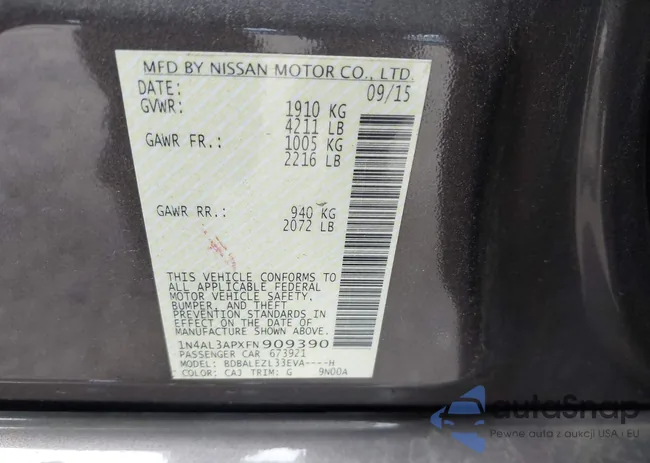 MFD BY NISSAN MOTOR CO., LTD.
DATE: 09/15
GVWR: 1910 KG
4211 LB
GAWR FR.: 1005 KG
2216 LB
GAWR RR.: 940 KG
2072 LB
THIS VEHICLE CONFORMS TO
ALL APPLICABLE FEDERAL
MOTOR VEHICLE SAFETY,
BUMPER, AND THEFT
PREVENTION STANDARDS IN
EFFECT ON THE DATE OF
MANUFACTURE SHOWN ABOVE.
1N4AL3APXFN909390
PASSENGER CAR 673921
MODEL: BDBALEZL33EVA----H
COLOR: CAJ TRIM: G 9N00A
autoSnap
Pewne auta z aukcji USA i EU